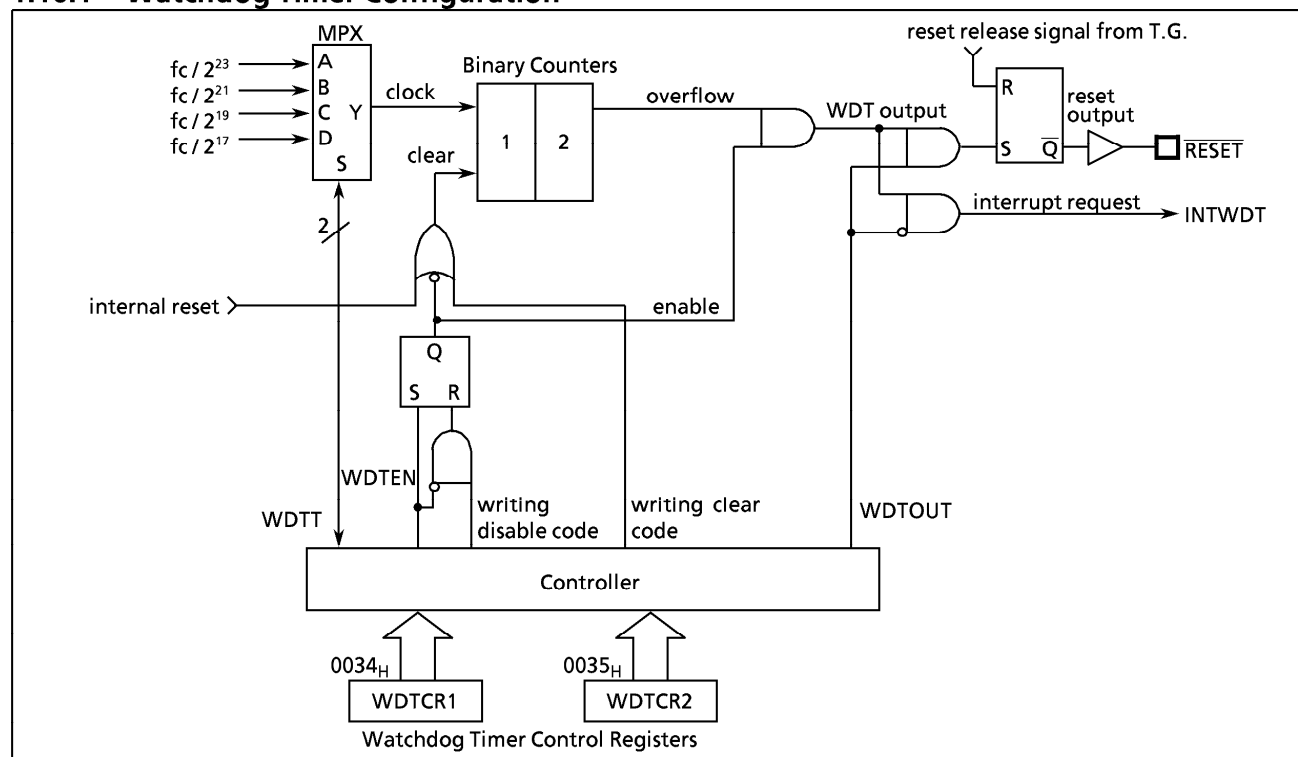 Watchdog Timer Configuration
MPX
reset release signal from T.G.
fc / 2²³
fc / 2²¹
fc / 2¹⁹
fc / 2¹⁷
A
B
C
D
Y
S
clock
Binary Counters
clear
1
2
overflow
WDT output
R
S
Q̅
reset
output
R̅E̅S̅E̅T̅
2
interrupt request
INTWDT
internal reset
enable
Q
S R
WDTEN
WDTT
writing
disable code
writing clear
code
WDTOUT
Controller
0034H
0035H
WDTCR1
WDTCR2
Watchdog Timer Control Registers